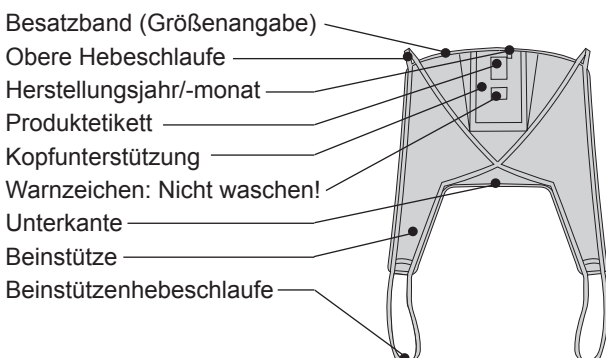 Besatzband (Größenangabe)
Obere Hebeschlaufe
Herstellungsjahr/-monat
Produktetikett
Kopfunterstützung
Warnzeichen: Nicht waschen!
Unterkante
Beinstütze
Beinstützenhebeschlaufe